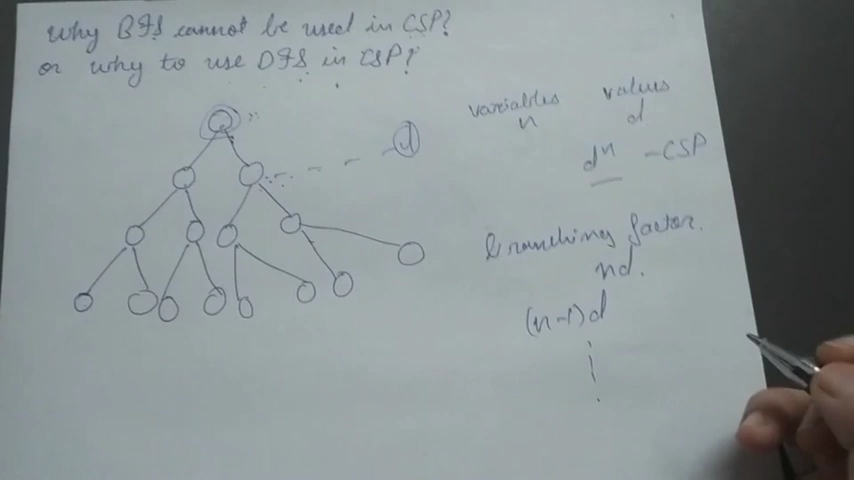 Why BFS cannot be used in CSP?
or why to use DFS in CSP?
variables values
n d
dⁿ - CSP
d
branching factor.
nd.
(n-1)d